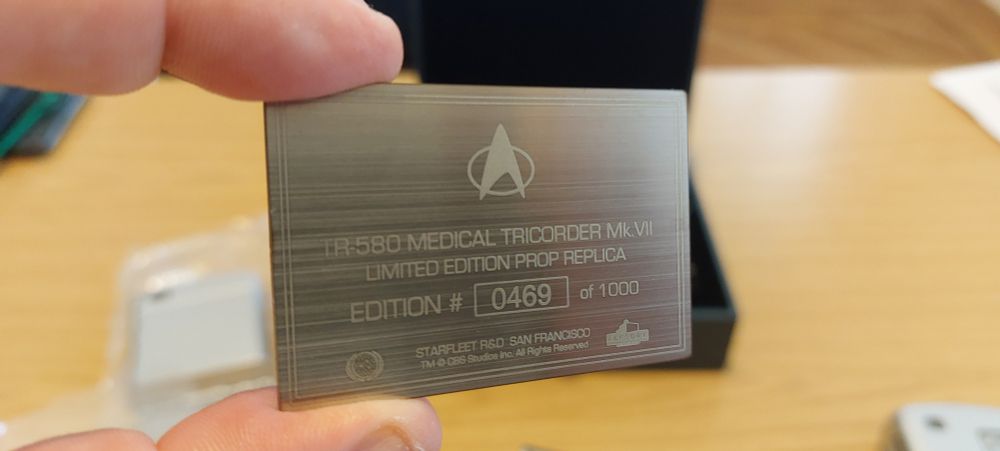 TR-580 MEDICAL TRICORDER Mk.VII
LIMITED EDITION PROP REPLICA
EDITION # 0469 of 1000
STARFLEET R&D SAN FRANCISCO
TM & © CBS Studios Inc. All Rights Reserved